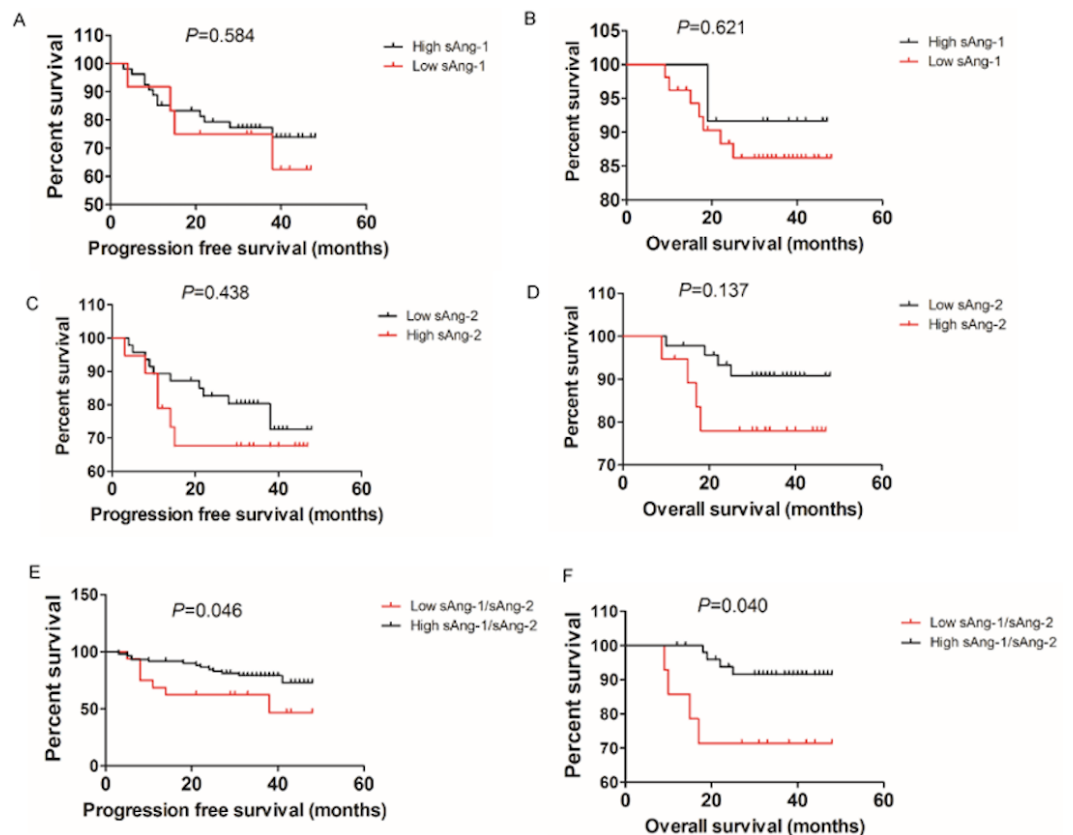 A
P=0.584
110
100
90
80
70
60
50
0
20
40
60
Percent survival
Progression free survival (months)
High sAng-1
Low sAng-1
B
P=0.621
105
100
95
90
85
80
0
20
40
60
Percent survival
Overall survival (months)
High sAng-1
Low sAng-1
C
P=0.438
110
100
90
80
70
60
0
20
40
60
Percent survival
Progression free survival (months)
Low sAng-2
High sAng-2
D
P=0.137
110
100
90
80
70
0
20
40
60
Percent survival
Overall survival (months)
Low sAng-2
High sAng-2
E
P=0.046
150
100
50
0
0
20
40
60
Percent survival
Progression free survival (months)
Low sAng-1/sAng-2
High sAng-1/sAng-2
F
P=0.040
110
100
90
80
70
60
0
20
40
60
Percent survival
Overall survival (months)
Low sAng-1/sAng-2
High sAng-1/sAng-2